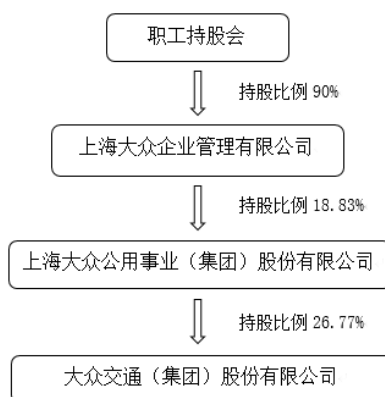 职工持股会
持股比例 90%
上海大众企业管理有限公司
持股比例 18.83%
上海大众公用事业（集团）股份有限公司
持股比例 26.77%
大众交通（集团）股份有限公司